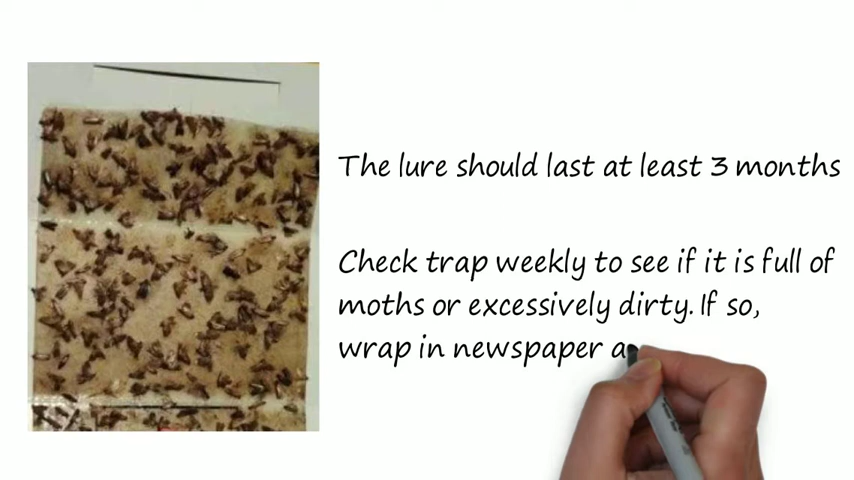 The lure should last at least 3 months
Check trap weekly to see if it is full of
moths or excessively dirty. If so,
wrap in newspaper a